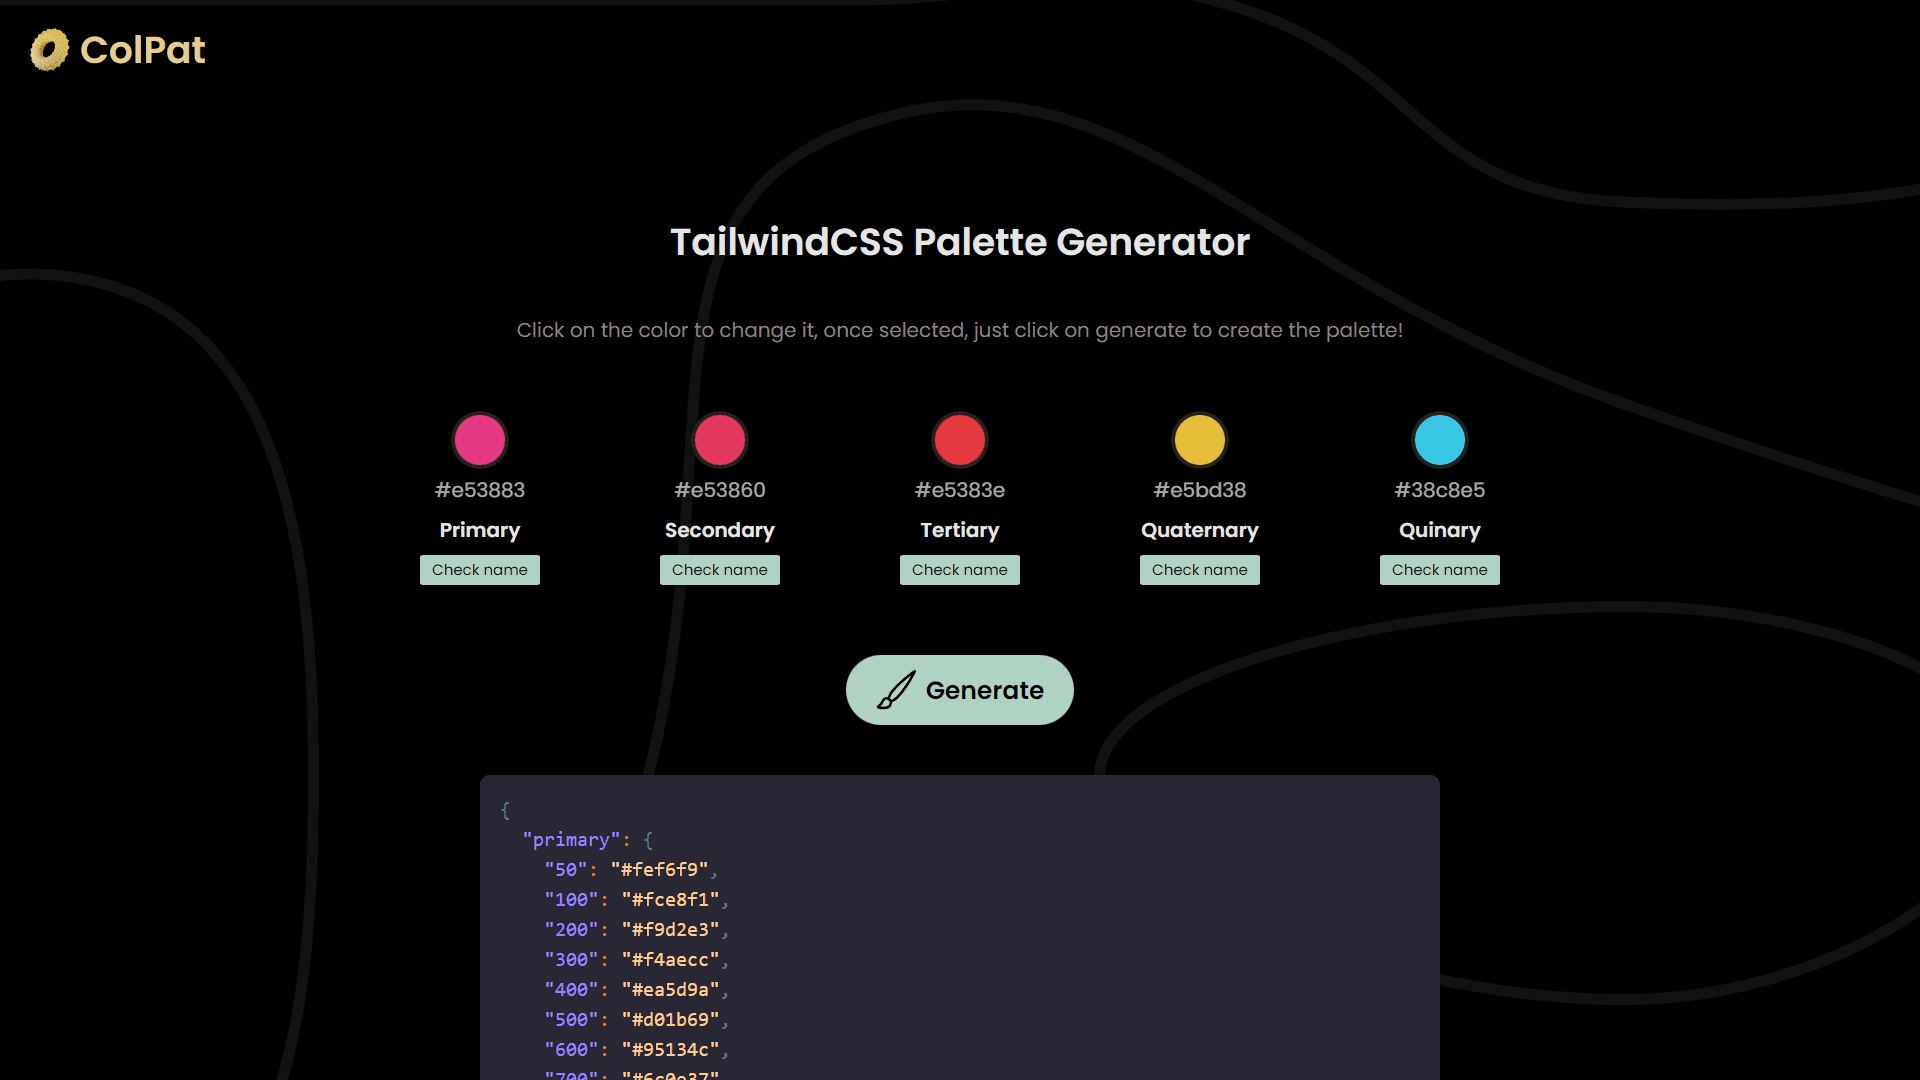 ColPat
TailwindCSS Palette Generator
Click on the color to change it, once selected, just click on generate to create the palette!
#e53883 #e53860 #e5383e #e5bd38 #38c8e5
Primary Secondary Tertiary Quaternary Quinary
Check name Check name Check name Check name Check name
Generate
{
"primary": {
"50": "#fef6f9",
"100": "#fce8f1",
"200": "#f9d2e3",
"300": "#f4aecc",
"400": "#ea5d9a",
"500": "#d01b69",
"600": "#95134c",
"700": "#6c0e37",